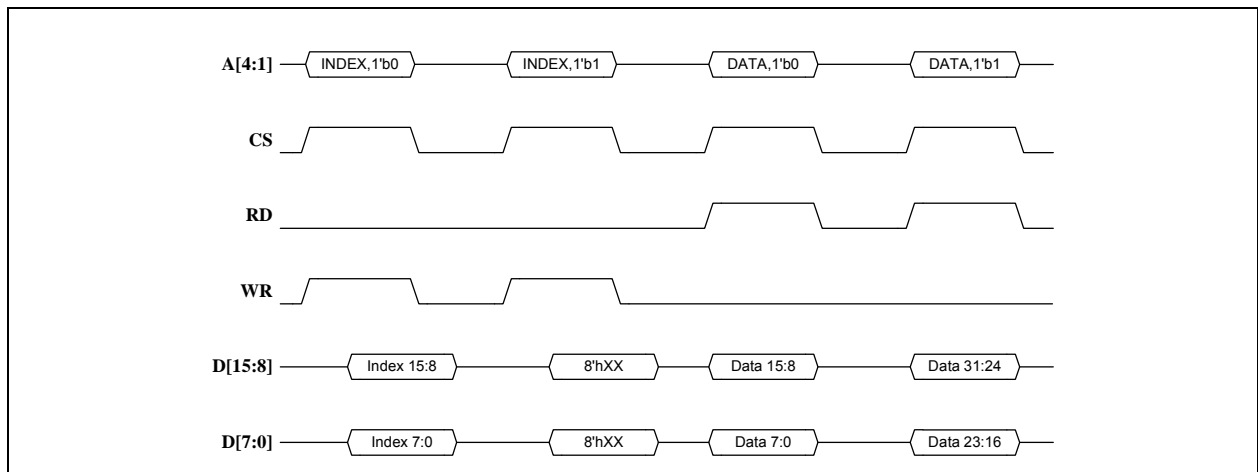 A[4:1] INDEX,1'b0 INDEX,1'b1 DATA,1'b0 DATA,1'b1
CS
RD
WR
D[15:8] Index 15:8 8'hXX Data 15:8 Data 31:24
D[7:0] Index 7:0 8'hXX Data 7:0 Data 23:16